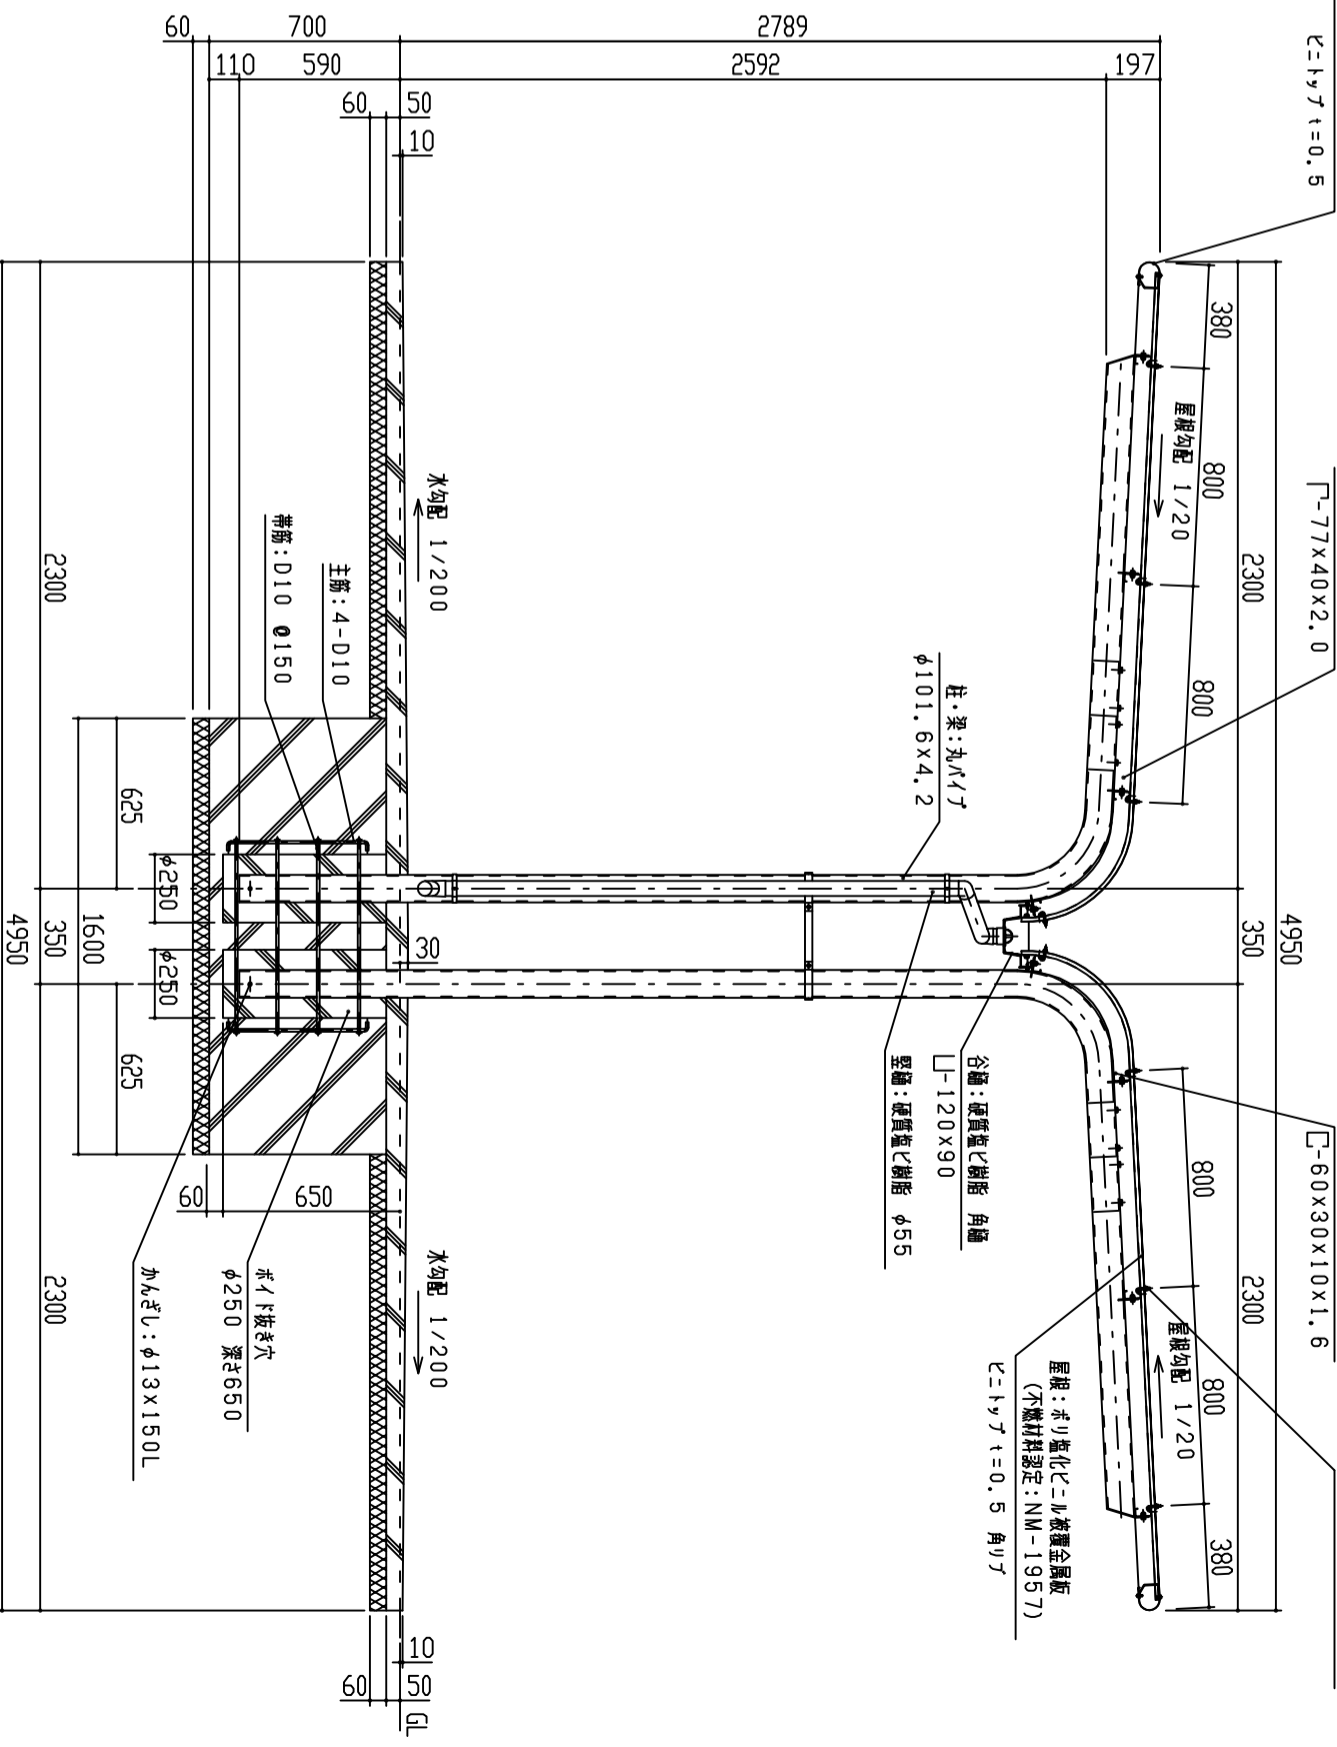 ビニトップ t=0.5
4950
2300
350
2300
380
800
800
800
800
380
屋根勾配 1/20
屋根勾配 1/20
-77x40x2.0
-60x30x10x1.6
屋根:ポリ塩化ビニル被覆金属板
(不燃材料認定:NM-1957)
ビニトップ t=0.5 角リブ
谷樋:硬質塩ビ樹脂 角樋
-120x90
竪樋:硬質塩ビ樹脂 φ55
柱・梁:丸パイプ
φ101.6x4.2
197
2789
2592
700
60
590
110
50
60
10
水勾配 1/200
水勾配 1/200
主筋:4-D10
帯筋:D10 @150
30
10
50
60
GL
φ250
φ250
650
60
ボイド抜き穴
φ250 深さ650
かんざし:φ13x150L
625
625
1600
2300
350
2300
4950